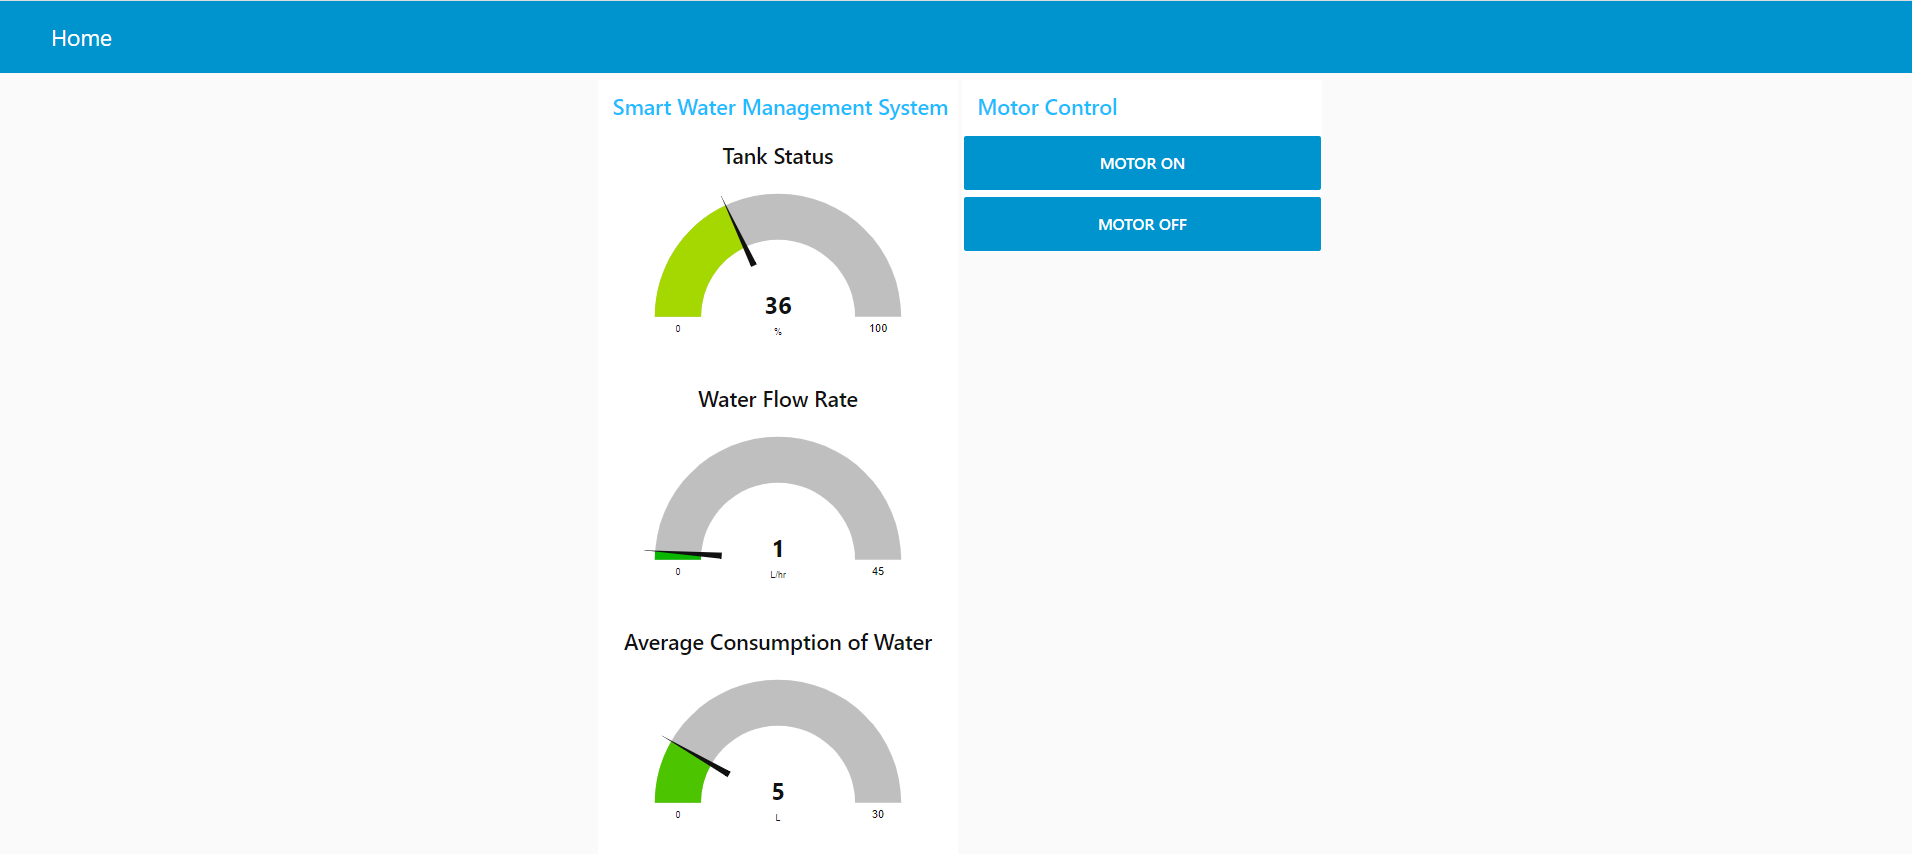 Home
Smart Water Management System
Tank Status
36
%
0
100
Water Flow Rate
1
L/hr
0
45
Average Consumption of Water
5
L
0
30
Motor Control
MOTOR ON
MOTOR OFF